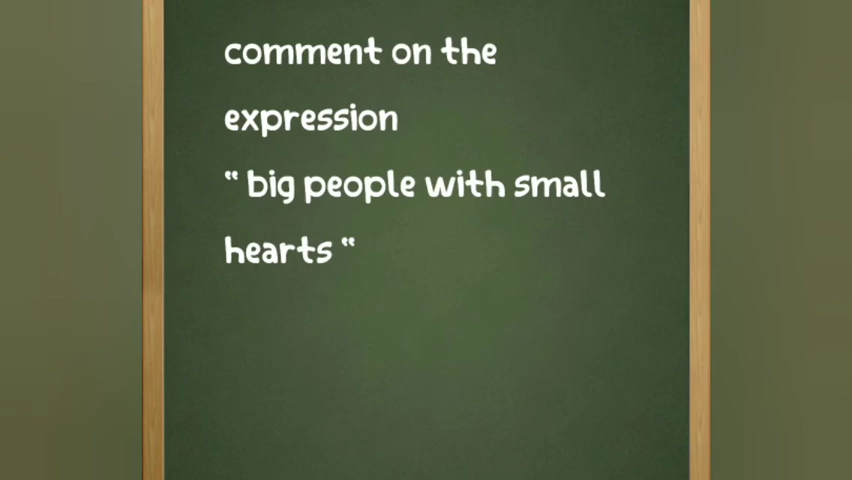 comment on the
expression
“ big people with small
hearts “